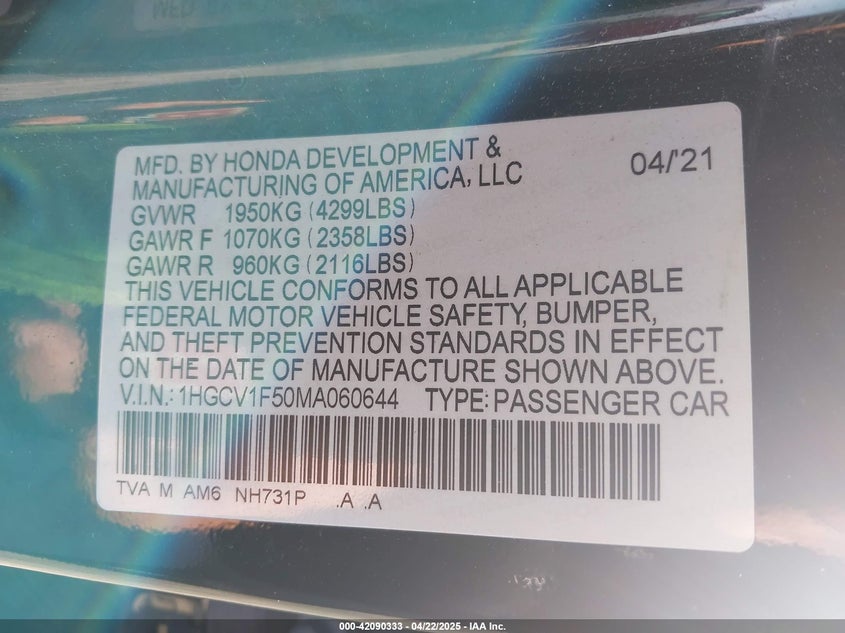 MFD. BY HONDA DEVELOPMENT &
MANUFACTURING OF AMERICA, LLC
04/'21
GVWR 1950KG (4299LBS)
GAWR F 1070KG (2358LBS)
GAWR R 960KG (2116LBS)
THIS VEHICLE CONFORMS TO ALL APPLICABLE
FEDERAL MOTOR VEHICLE SAFETY, BUMPER,
AND THEFT PREVENTION STANDARDS IN EFFECT
ON THE DATE OF MANUFACTURE SHOWN ABOVE.
V.I.N.: 1HGCV1F50MA060644 TYPE: PASSENGER CAR
TVA M AM6 NH731P .A .A
000-42090333 - 04/22/2025 - IAA Inc.